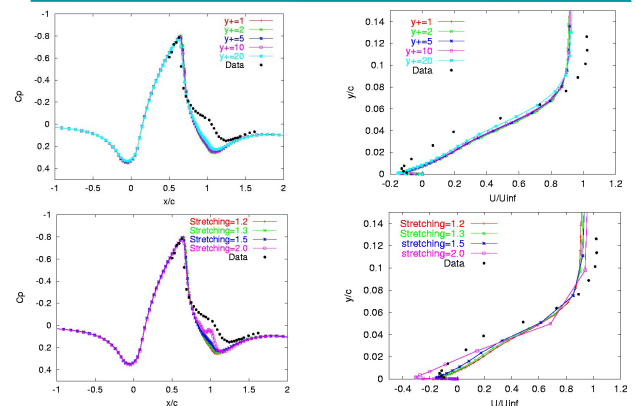 -1
-0.8
-0.6
-0.4
-0.2
0
0.2
0.4
Cp
y+=1
y+=2
y+=5
y+=10
y+=20
Data
-1
-0.5
0
0.5
1
1.5
2
x/c
0.14
0.12
0.1
0.08
0.06
0.04
0.02
0
y/c
y+=1
y+=2
y+=5
y+=10
y+=20
Data
-0.2
0
0.2
0.4
0.6
0.8
1
1.2
U/Uinf
-1
-0.8
-0.6
-0.4
-0.2
0
0.2
0.4
Cp
Stretching=1.2
Stretching=1.3
Stretching=1.5
Stretching=2.0
Data
-1
-0.5
0
0.5
1
1.5
2
x/c
0.14
0.12
0.1
0.08
0.06
0.04
0.02
0
y/c
Stretching=1.2
Stretching=1.3
stretching=1.5
stretching=2.0
Data
-0.4
-0.2
0
0.2
0.4
0.6
0.8
1
1.2
U/Uinf